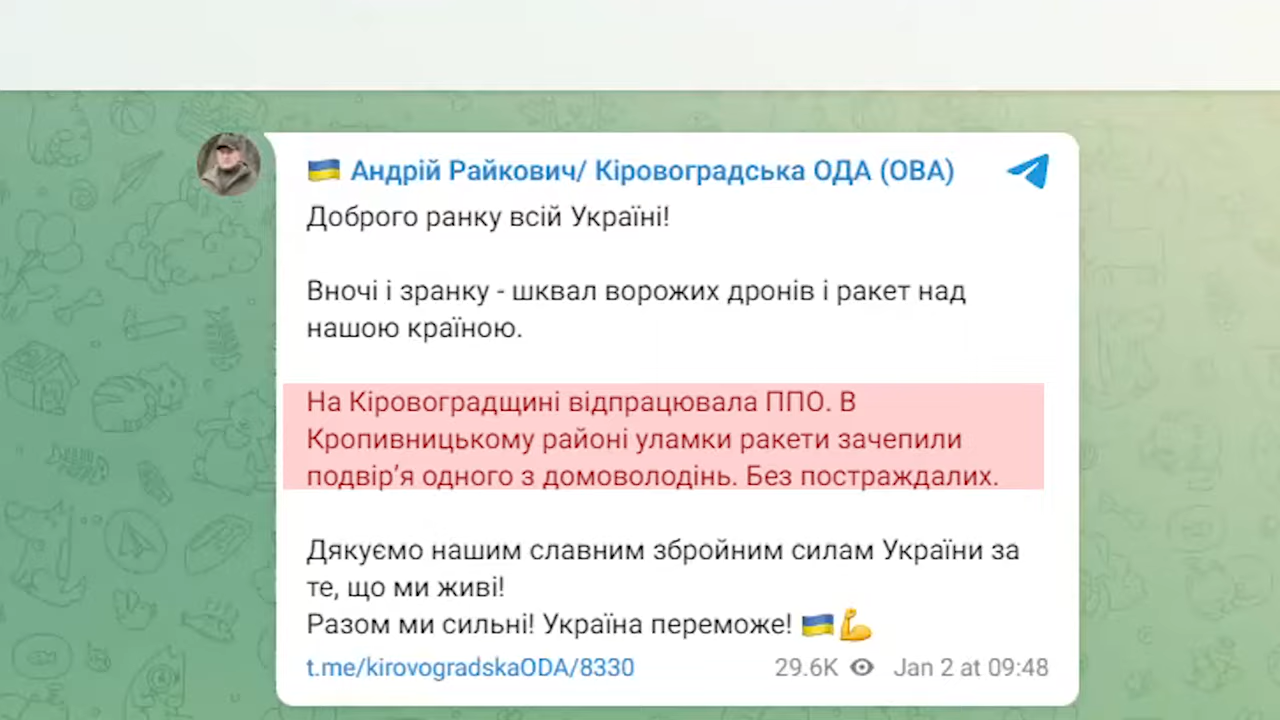 🇺🇦 Андрій Райкович/ Кіровоградська ОДА (ОВА)
Доброго ранку всій Україні!
Вночі і зранку - шквал ворожих дронів і ракет над
нашою країною.
На Кіровоградщині відпрацювала ППО. В
Кропивницькому районі уламки ракети зачепили
подвір’я одного з домоволодінь. Без постраждалих.
Дякуємо нашим славним збройним силам України за
те, що ми живі!
Разом ми сильні! Україна переможе! 🇺🇦💪
t.me/kirovogradskaODA/8330 29.6K Jan 2 at 09:48